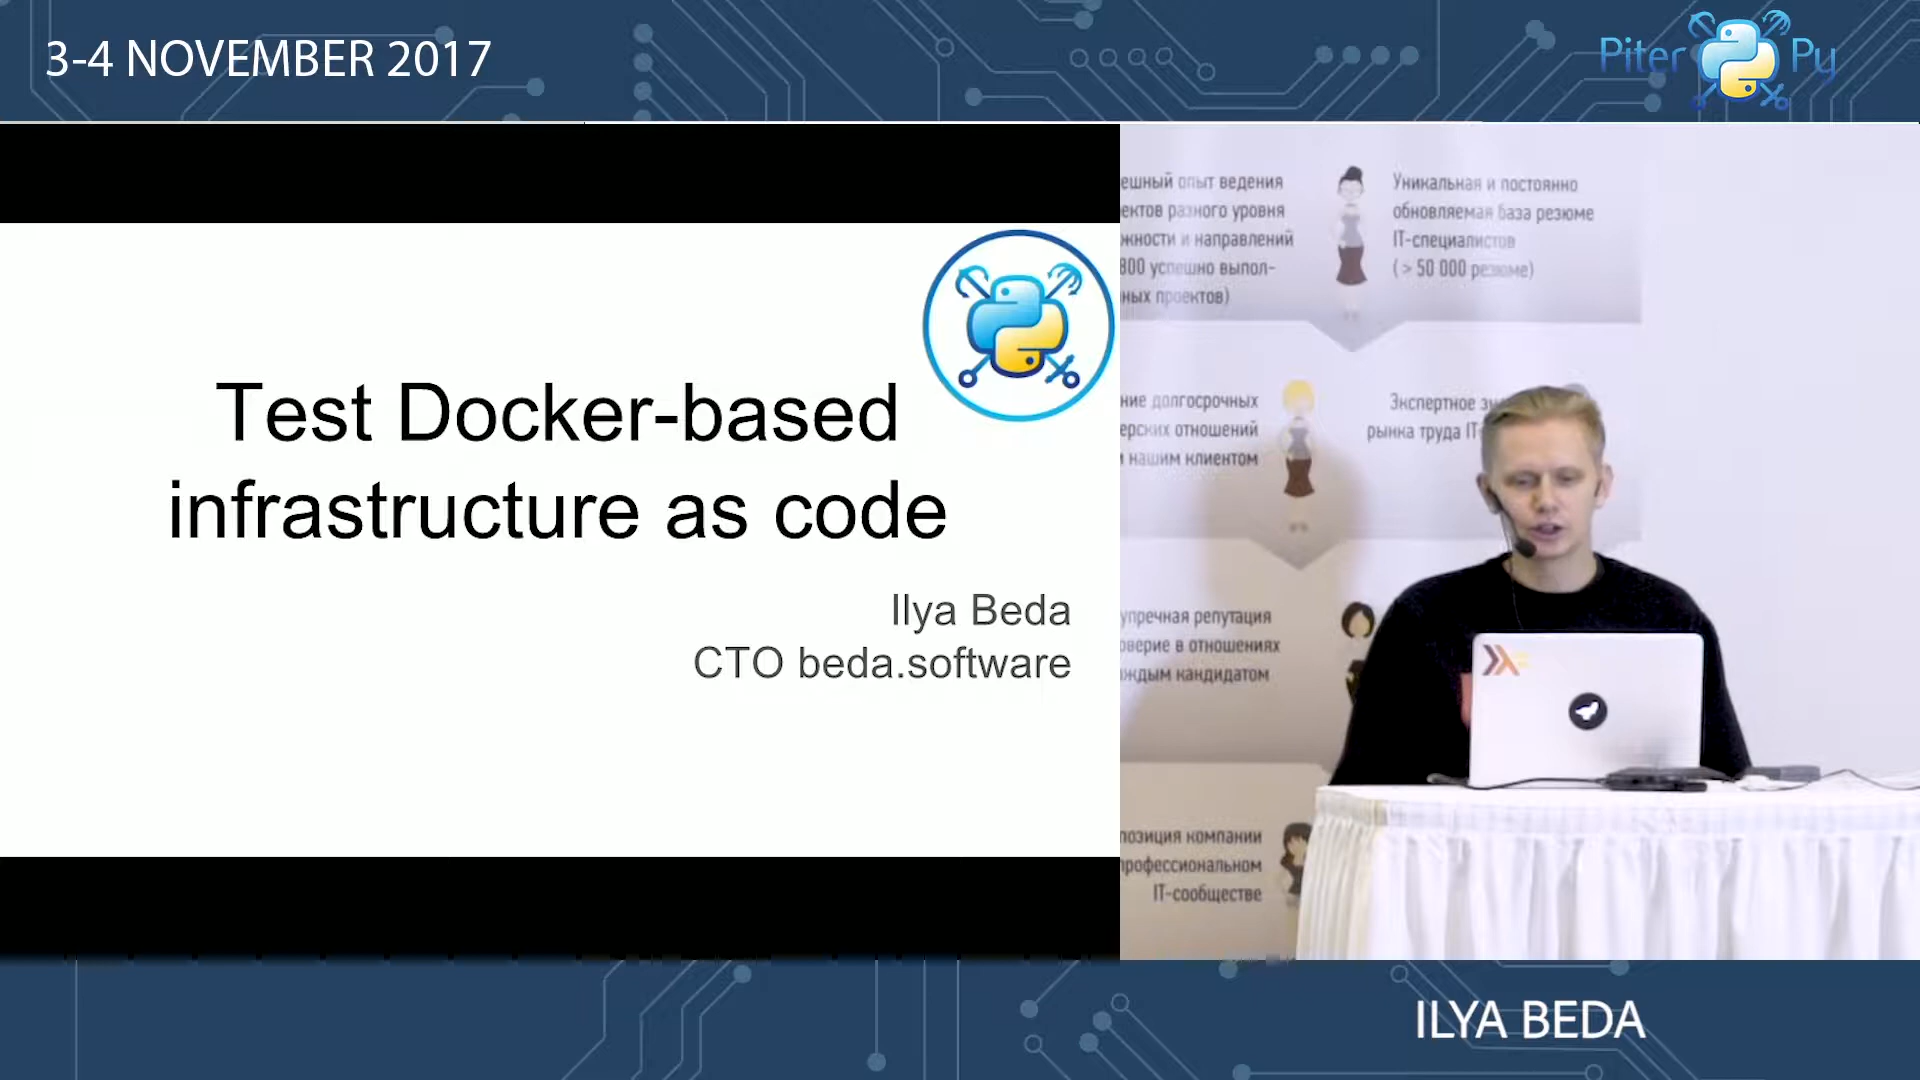 3-4 NOVEMBER 2017
Piter Py
Test Docker-based
infrastructure as code
Ilya Beda
CTO beda.software
ешный опыт ведения
ектов разного уровня
жности и направлений
800 успешно выпол-
ных проектов)
Уникальная и постоянно
обновляемая база резюме
IT-специалистов
( > 50 000 резюме)
ние долгосрочных
ерских отношений
и нашим клиентом
Экспертное
рынка труда IT
упречная репутация
оверие в отношениях
аждым кандидатом
позиция компании
профессиональном
IT-сообществе
ILYA BEDA